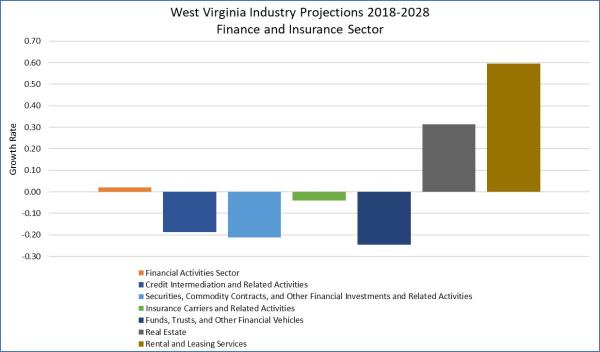 West Virginia Industry Projections 2018-2028
Finance and Insurance Sector
0.70
0.60
0.50
0.40
0.30
0.20
0.10
0.00
-0.10
-0.20
-0.30
Growth Rate
Financial Activities Sector
Credit Intermediation and Related Activities
Securities, Commodity Contracts, and Other Financial Investments and Related Activities
Insurance Carriers and Related Activities
Funds, Trusts, and Other Financial Vehicles
Real Estate
Rental and Leasing Services